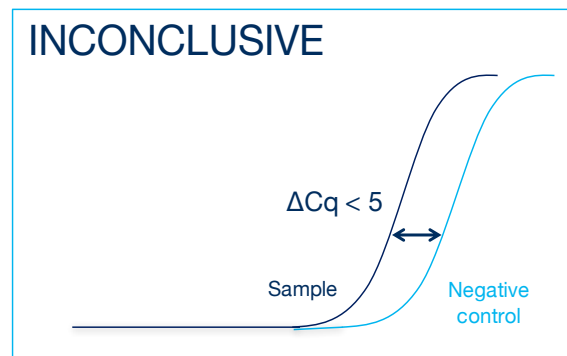 INCONCLUSIVE
ΔCq < 5
Sample
Negative
control